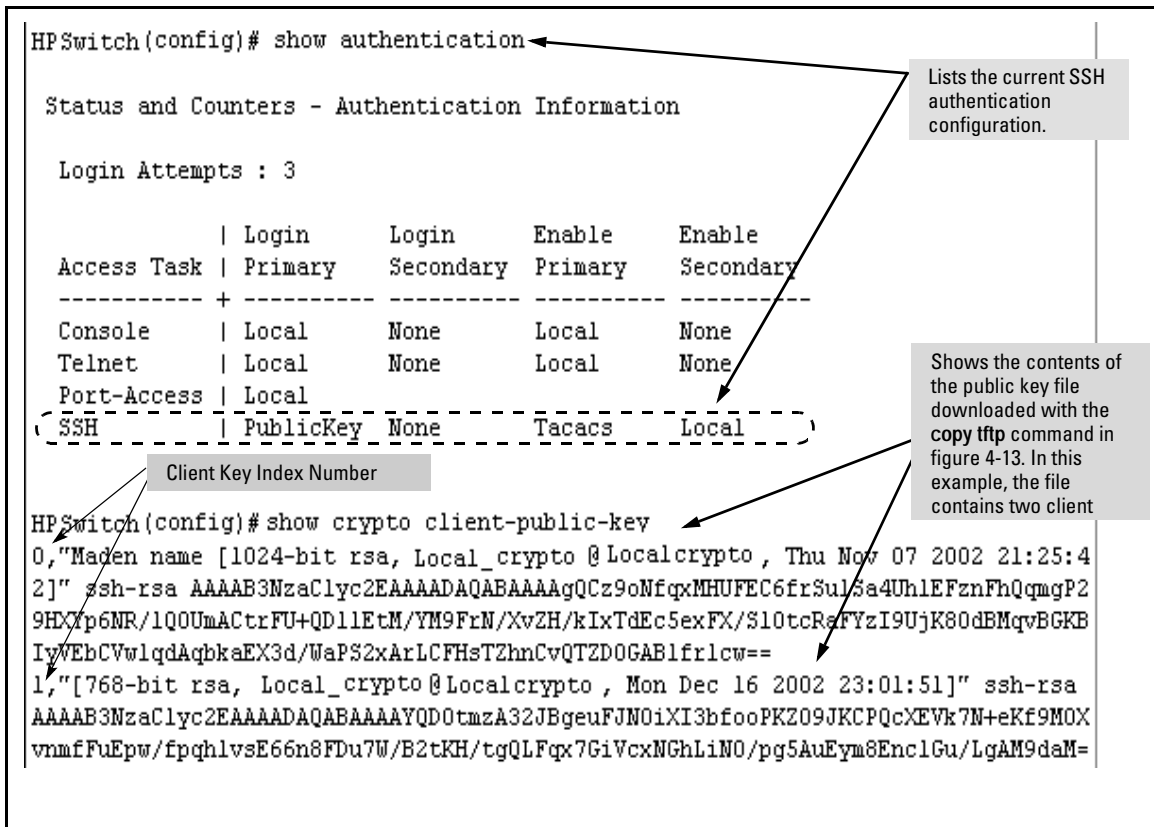 HPSwitch(config)# show authentication
Lists the current SSH
authentication
configuration.
Status and Counters - Authentication Information
Login Attempts : 3
| Login Login Enable Enable
Access Task | Primary Secondary Primary Secondary
----------- + ---------- ---------- ---------- ----------
Console | Local None Local None
Telnet | Local None Local None
Port-Access | Local
SSH | PublicKey None Tacacs Local
Shows the contents of
the public key file
downloaded with the
copy tftp command in
figure 4-13. In this
example, the file
contains two client
Client Key Index Number
HPSwitch(config)# show crypto client-public-key
0,"Maden name [1024-bit rsa, Local_crypto @ Localcrypto , Thu Nov 07 2002 21:25:4
2]" ssh-rsa AAAAB3NzaC1yc2EAAAADAQABAAAAgQCz9oNfqxMHUFEC6frSulSa4UhlEFznFhQqmgP2
9HXYp6NR/lQ0UmACtrFU+QDllEtM/YM9FrN/XvZH/kIxTdEc5exFX/Sl0tcRaFYzI9UjK80dBMqvBGKB
IyVEbCVwlqdAqbkaEX3d/WaPS2xArLCFHsTZhnCvQTZD0GABlfrlcw==
1,"[768-bit rsa, Local_crypto@Localcrypto , Mon Dec 16 2002 23:01:51]" ssh-rsa
AAAAB3NzaC1yc2EAAAADAQABAAAAYQD0tmzA32JBgeuFJN0iXI3bfooPKZ09JKCPQcXEVk7N+eKf9M0X
vnmfFuEpw/fpqhlvsE66n8FDu7W/B2tKH/tgQLFqx7GiVcxNGhLiN0/pg5AuEym8EnclGu/LgAM9daM=